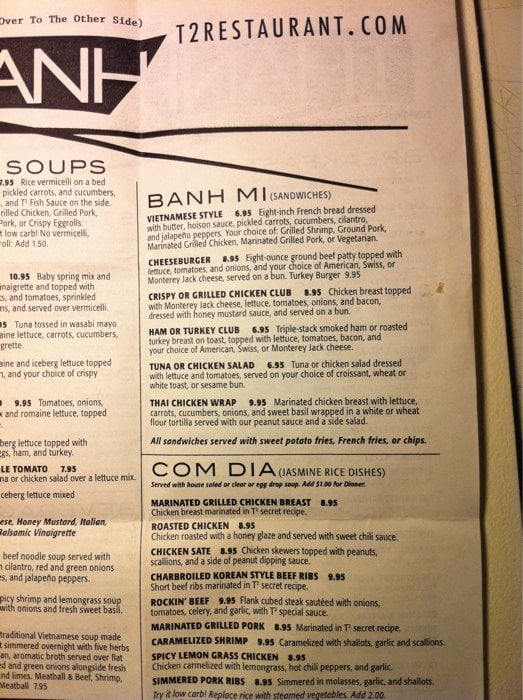 Over To The Other Side)
T2RESTAURANT.COM
ANH
SOUPS
7.95 Rice vermicelli on a bed
pickled carrots, and cucumbers,
, and T² Fish Sauce on the side.
rilled Chicken, Grilled Pork,
Pork, or Crispy Eggrolls.
t low carb! No vermicelli,
roll: Add 1.50.
10.95 Baby spring mix and
inaigrette and topped with
s, and tomatoes, sprinkled
ns, and served over vermicelli.
95 Tuna tossed in wasabi mayo
aine lettuce, carrots, cucumbers,
grette.
aine and iceberg lettuce topped
n, and your choice of crispy
9.95 Tomatoes, onions,
x and romaine lettuce, topped
berg lettuce topped with
gs, ham, and turkey.
LE TOMATO 7.95
na or chicken salad over a lettuce mix.
ceberg lettuce mixed
ese, Honey Mustard, Italian,
Balsamic Vinaigrette
beef noodle soup served with
n cilantro, red and green onions
es, and jalapeño peppers.
picy shrimp and lemongrass soup
with onions and fresh sweet basil.
traditional Vietnamese soup made
t simmered overnight with five herbs
an, aromatic broth served over flat
ed and green onions alongside fresh
nd limes. Meatball & Beef, Shrimp,
Meatball 7.95
BANH MI (SANDWICHES)
VIETNAMESE STYLE 6.95 Eight-inch French bread dressed
with butter, hoison sauce, pickled carrots, cucumbers, cilantro,
and jalapeño peppers. Your choice of: Grilled Shrimp, Ground Pork,
Marinated Grilled Chicken, Marinated Grilled Pork, or Vegetarian.
CHEESEBURGER 8.95 Eight-ounce ground beef patty topped with
lettuce, tomatoes, and onions, and your choice of American, Swiss, or
Monterey Jack cheese, served on a bun. Turkey Burger 9.95
CRISPY OR GRILLED CHICKEN CLUB 8.95 Chicken breast topped
with Monterey Jack cheese, lettuce, tomatoes, onions, and bacon,
dressed with honey mustard sauce, and served on a bun.
HAM OR TURKEY CLUB 6.95 Triple-stack smoked ham or roasted
turkey breast on toast, topped with lettuce, tomatoes, bacon, and
your choice of American, Swiss, or Monterey Jack cheese.
TUNA OR CHICKEN SALAD 6.95 Tuna or chicken salad dressed
with lettuce and tomatoes, served on your choice of croissant, wheat or
white toast, or sesame bun.
THAI CHICKEN WRAP 9.95 Marinated chicken breast with lettuce,
carrots, cucumbers, onions, and sweet basil wrapped in a white or wheat
flour tortilla served with our peanut sauce and a side salad.
All sandwiches served with sweet potato fries, French fries, or chips.
COM DIA (JASMINE RICE DISHES)
Served with house salad or clear or egg drop soup. Add $1.00 for Dinner.
MARINATED GRILLED CHICKEN BREAST 8.95
Chicken breast marinated in T² secret recipe.
ROASTED CHICKEN 8.95
Chicken roasted with a honey glaze and served with sweet chili sauce.
CHICKEN SATE 8.95 Chicken skewers topped with peanuts,
scallions, and a side of peanut dipping sauce.
CHARBROILED KOREAN STYLE BEEF RIBS 9.95
Short beef ribs marinated in T² secret recipe.
ROCKIN' BEEF 9.95 Flank cubed steak sautéed with onions,
tomatoes, celery, and garlic, with T² special sauce.
MARINATED GRILLED PORK 8.95 Marinated in T² secret recipe.
CARAMELIZED SHRIMP 9.95 Caramelized with shallots, garlic, and scallions.
SPICY LEMON GRASS CHICKEN 8.95
Chicken carmelized with lemongrass, hot chili peppers, and garlic.
SIMMERED PORK RIBS 8.95 Simmered in molasses, garlic, and shallots.
Try it low carb! Replace rice with steamed vegetables. Add 2.00.